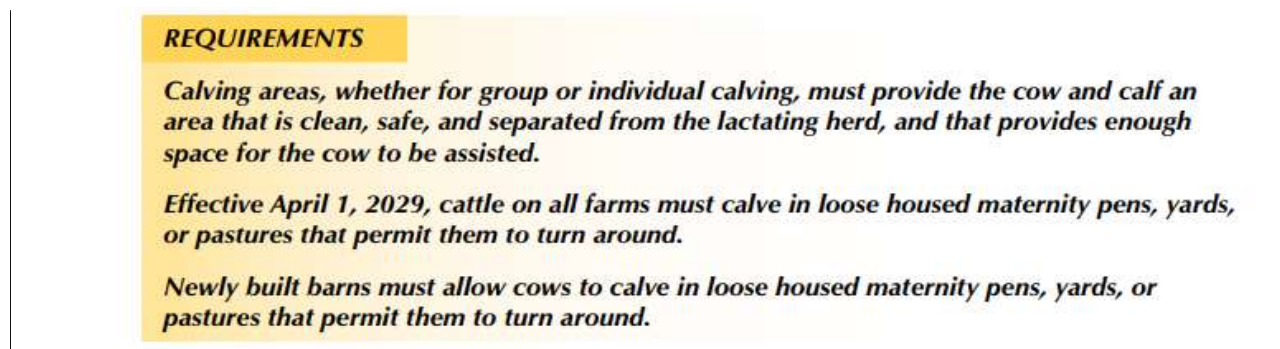 REQUIREMENTS
Calving areas, whether for group or individual calving, must provide the cow and calf an
area that is clean, safe, and separated from the lactating herd, and that provides enough
space for the cow to be assisted.
Effective April 1, 2029, cattle on all farms must calve in loose housed maternity pens, yards,
or pastures that permit them to turn around.
Newly built barns must allow cows to calve in loose housed maternity pens, yards, or
pastures that permit them to turn around.